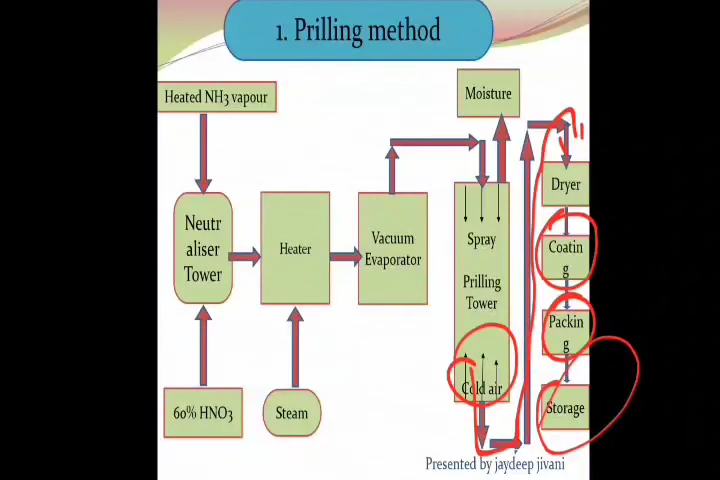 1. Prilling method
Heated NH3 vapour
Moisture
Neutr
aliser
Tower
Heater
Vacuum
Evaporator
Spray
Prilling
Tower
Cold air
Dryer
Coatin
g
Packin
g
Storage
60% HNO3
Steam
Presented by jaydeep jivani